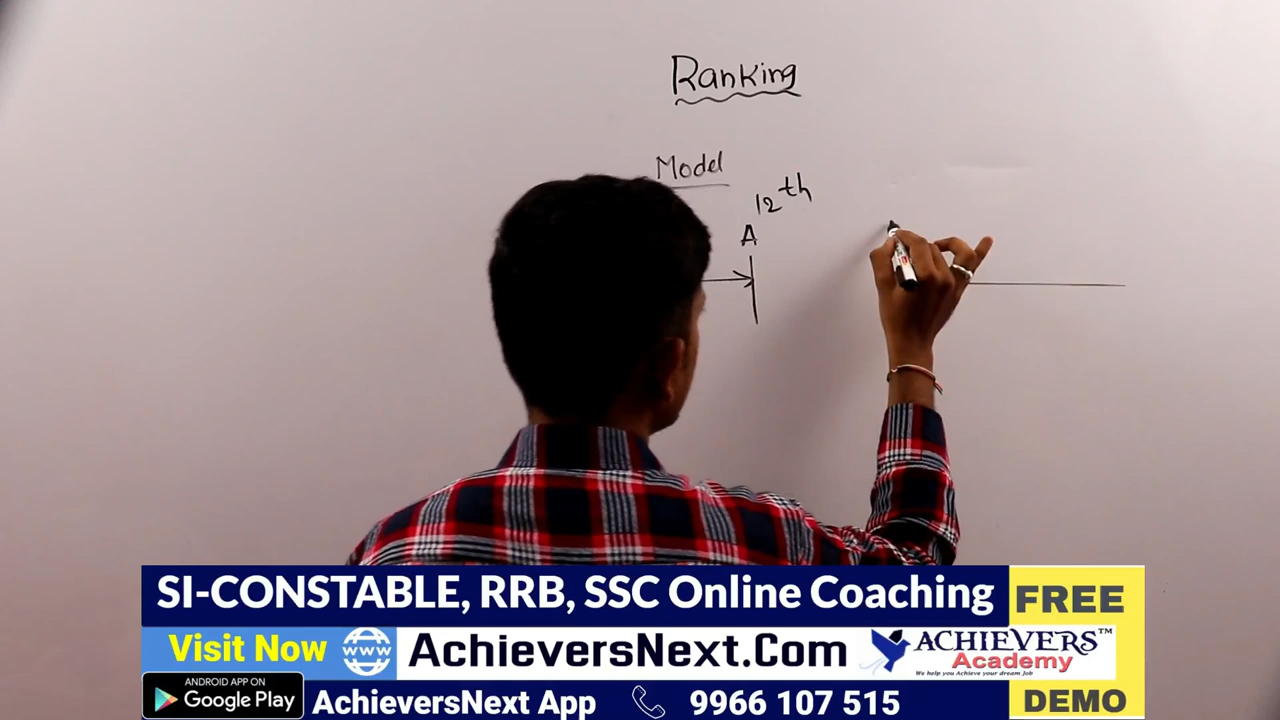 Ranking
Model
12th
A
SI-CONSTABLE, RRB, SSC Online Coaching
FREE
Visit Now
WWW
AchieversNext.Com
ACHIEVERS™
Academy
We help you Achieve your dream Job
ANDROID APP ON
Google Play
AchieversNext App
9966 107 515
DEMO